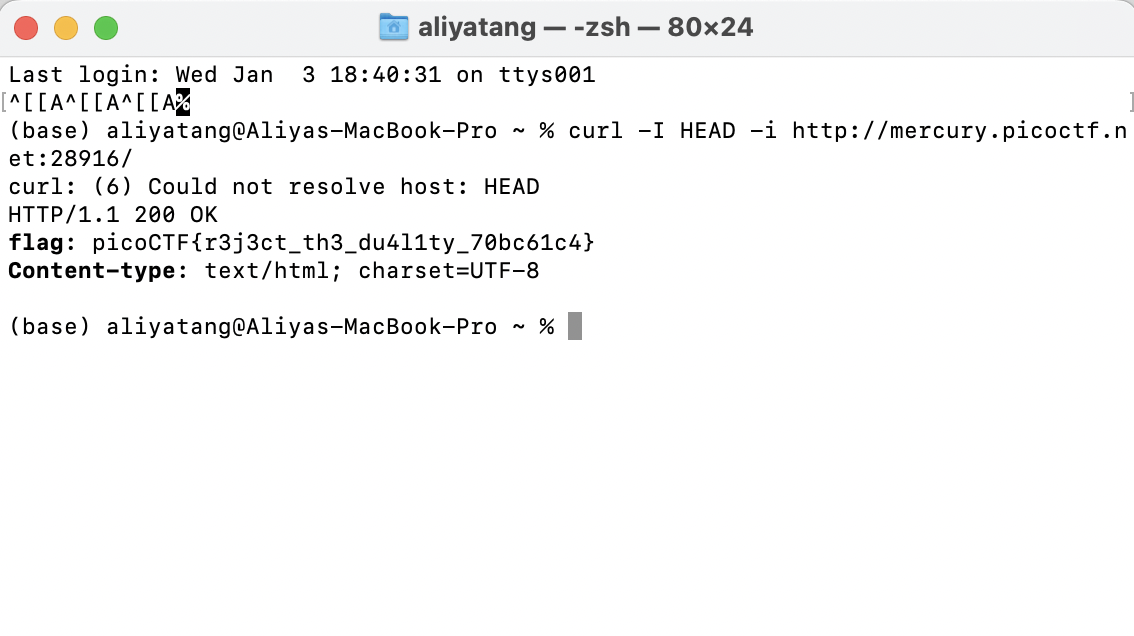 aliyatang — -zsh — 80×24
Last login: Wed Jan  3 18:40:31 on ttys001
[^[[A^[[A^[[A%]
(base) aliyatang@Aliyas-MacBook-Pro ~ % curl -I HEAD -i http://mercury.picoctf.n
et:28916/
curl: (6) Could not resolve host: HEAD
HTTP/1.1 200 OK
flag: picoCTF{r3j3ct_th3_du4l1ty_70bc61c4}
Content-type: text/html; charset=UTF-8
(base) aliyatang@Aliyas-MacBook-Pro ~ %